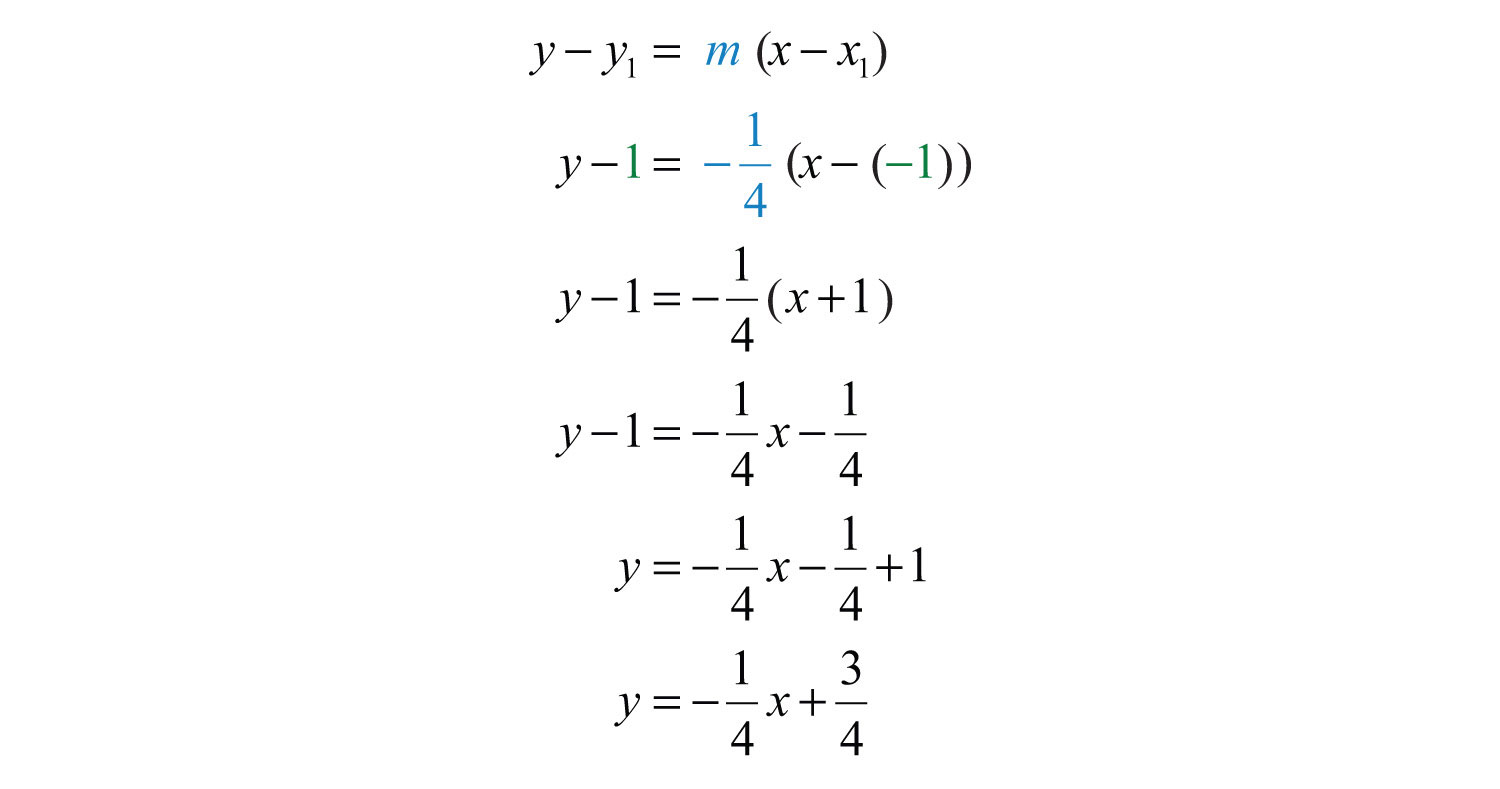 y − y₁ = m (x − x₁)
y − 1 = − 1/4 (x − (−1))
y − 1 = − 1/4 (x + 1)
y − 1 = − 1/4 x − 1/4
y = − 1/4 x − 1/4 + 1
y = − 1/4 x + 3/4